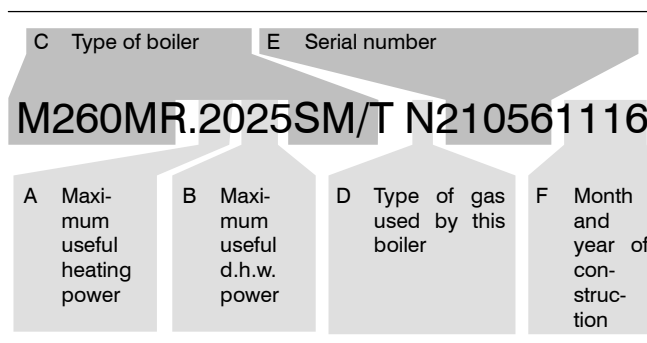 C Type of boiler
E Serial number
M260MR.2025SM/T N210561116
A Maxi-
mum
useful
heating
power
B Maxi-
mum
useful
d.h.w.
power
D Type of gas
used by this
boiler
F Month
and
year of
con-
struc-
tion